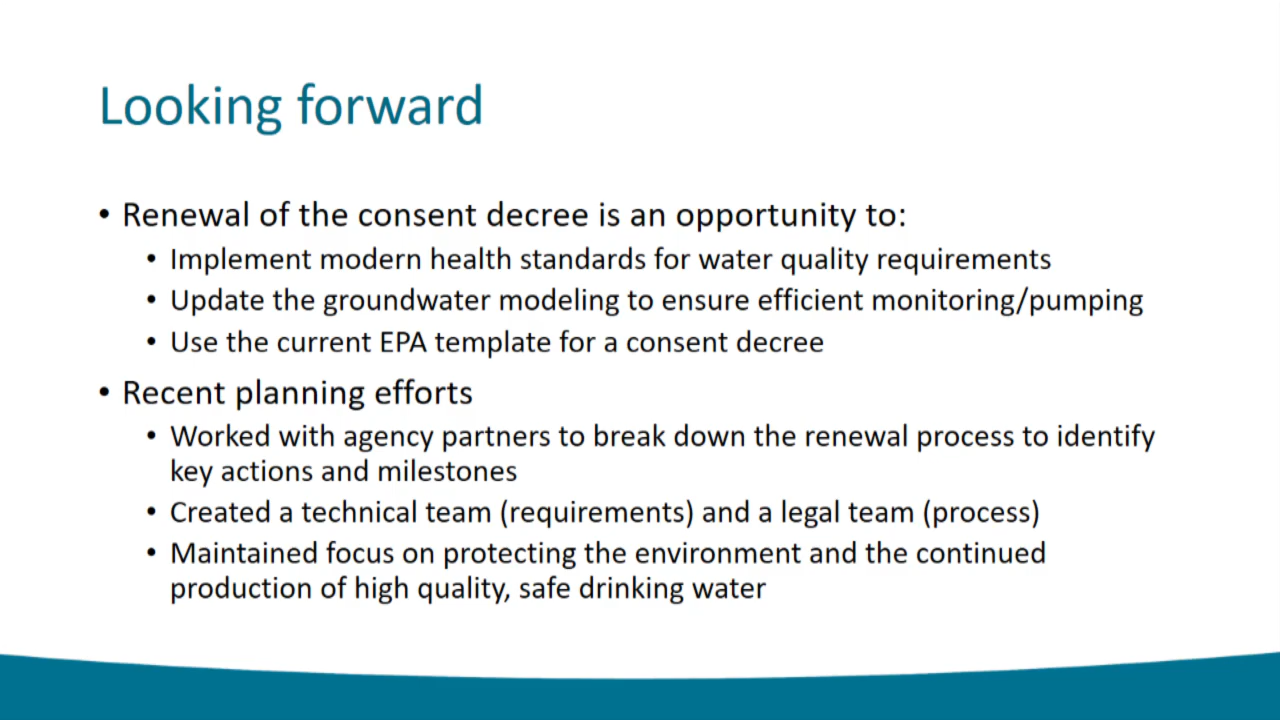 Looking forward
• Renewal of the consent decree is an opportunity to:
• Implement modern health standards for water quality requirements
• Update the groundwater modeling to ensure efficient monitoring/pumping
• Use the current EPA template for a consent decree
• Recent planning efforts
• Worked with agency partners to break down the renewal process to identify
key actions and milestones
• Created a technical team (requirements) and a legal team (process)
• Maintained focus on protecting the environment and the continued
production of high quality, safe drinking water